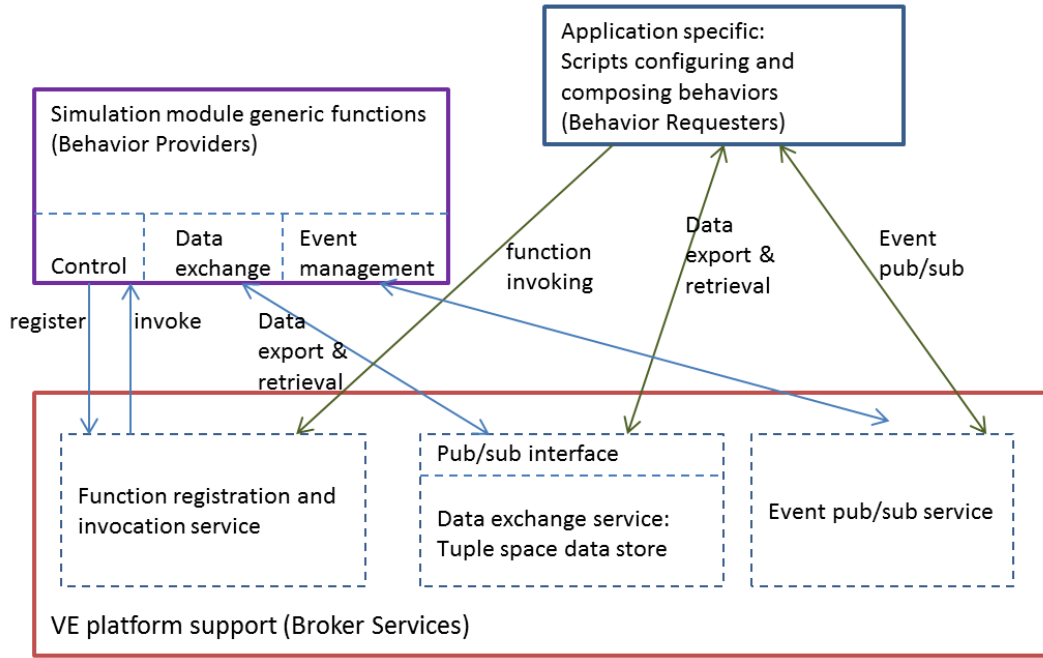 Application specific:
Scripts configuring and
composing behaviors
(Behavior Requesters)
Simulation module generic functions
(Behavior Providers)
Control
Data
exchange
Event
management
register
invoke
Data
export &
retrieval
function
invoking
Data
export &
retrieval
Event
pub/sub
Function registration and
invocation service
Pub/sub interface
Data exchange service:
Tuple space data store
Event pub/sub service
VE platform support (Broker Services)